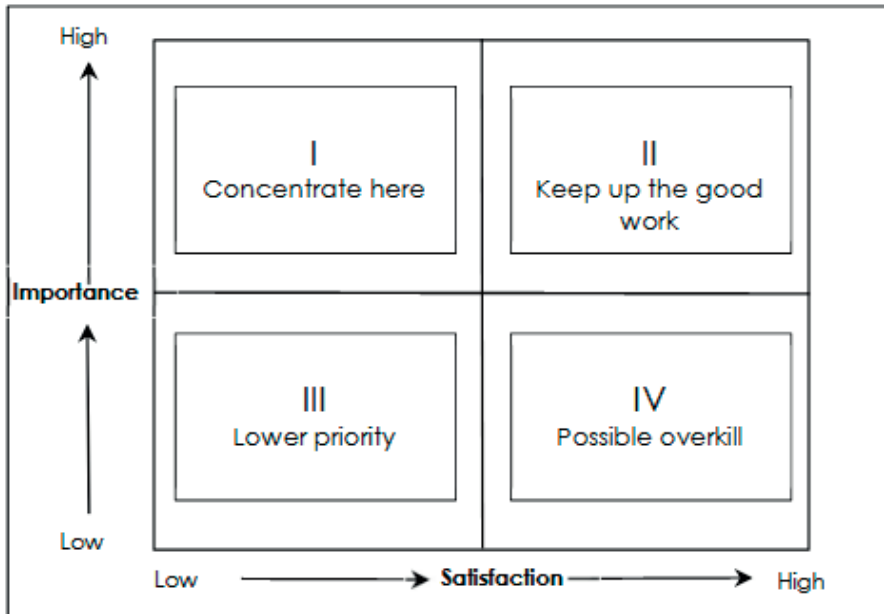 High
I
Concentrate here
II
Keep up the good
work
Importance
III
Lower priority
IV
Possible overkill
Low
Low
Satisfaction
High